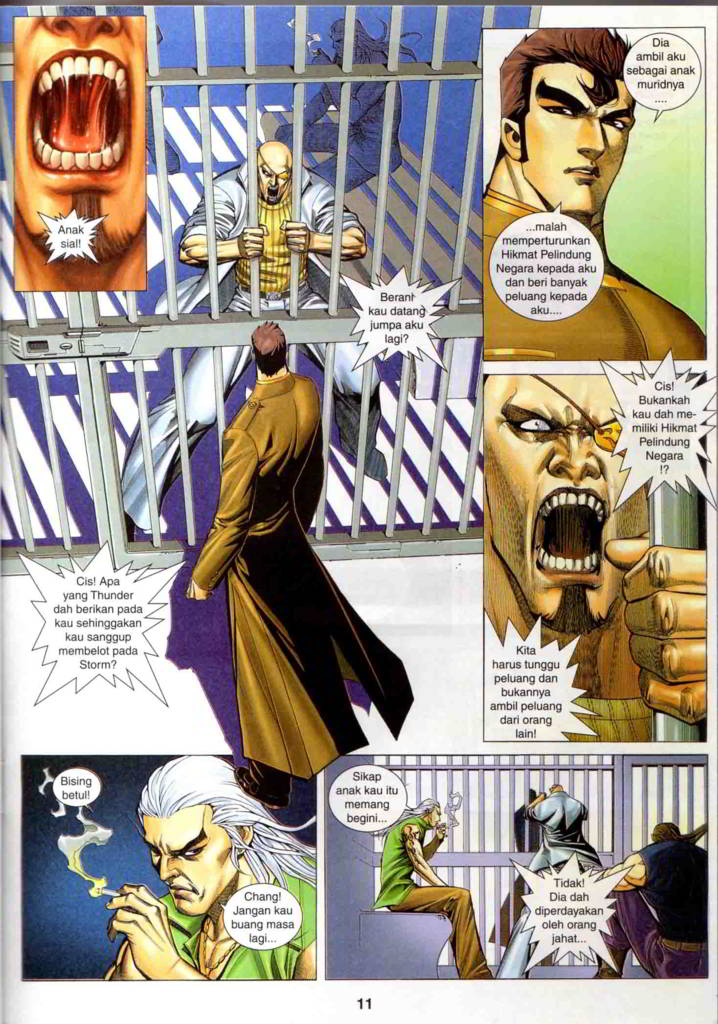 Anak
sial!
Berani
kau datang
jumpa aku
lagi?
Cis! Apa
yang Thunder
dah berikan pada
kau sehinggakan
kau sanggup
membelot pada
Storm?
Dia
ambil aku
sebagai anak
muridnya
....
...malah
memperturunkan
Hikmat Pelindung
Negara kepada aku
dan beri banyak
peluang kepada
aku....
Cis!
Bukankah
kau dah me-
miliki Hikmat
Pelindung
Negara
!?
Kita
harus tunggu
peluang dan
bukannya
ambil peluang
dari orang
lain!
Bising
betul!
Chang!
Jangan kau
buang masa
lagi...
Sikap
anak kau itu
memang
begini...
Tidak!
Dia dah
diperdayakan
oleh orang
jahat...
11